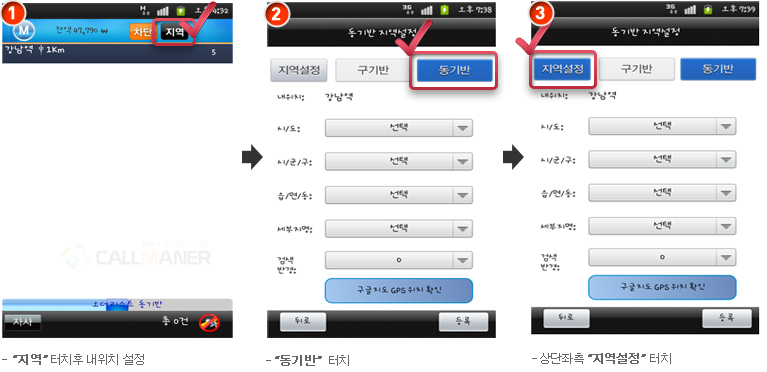 1
H
오후 4:32
M
잔액 47,790 W
차단
지역
강남역 수 1Km
5
CALLMANER
오더리스트 동기반
자사
총 0건
- “지역” 터치후 내위치 설정
2
3G
오후 7:38
동기반 지역설정
지역설정
구기반
동기반
내위치: 강남역
시/도: 선택
시/군/구: 선택
읍/면/동: 선택
세부지명: 선택
검색
반경: 0
구글지도 GPS 위치 확인
뒤로
등록
- “동기반” 터치
3
3G
오후 7:39
동기반 지역설정
지역설정
구기반
동기반
내위치: 강남역
시/도: 선택
시/군/구: 선택
읍/면/동: 선택
세부지명: 선택
검색
반경: 0
구글지도 GPS 위치 확인
뒤로
등록
- 상단좌측 “지역설정” 터치